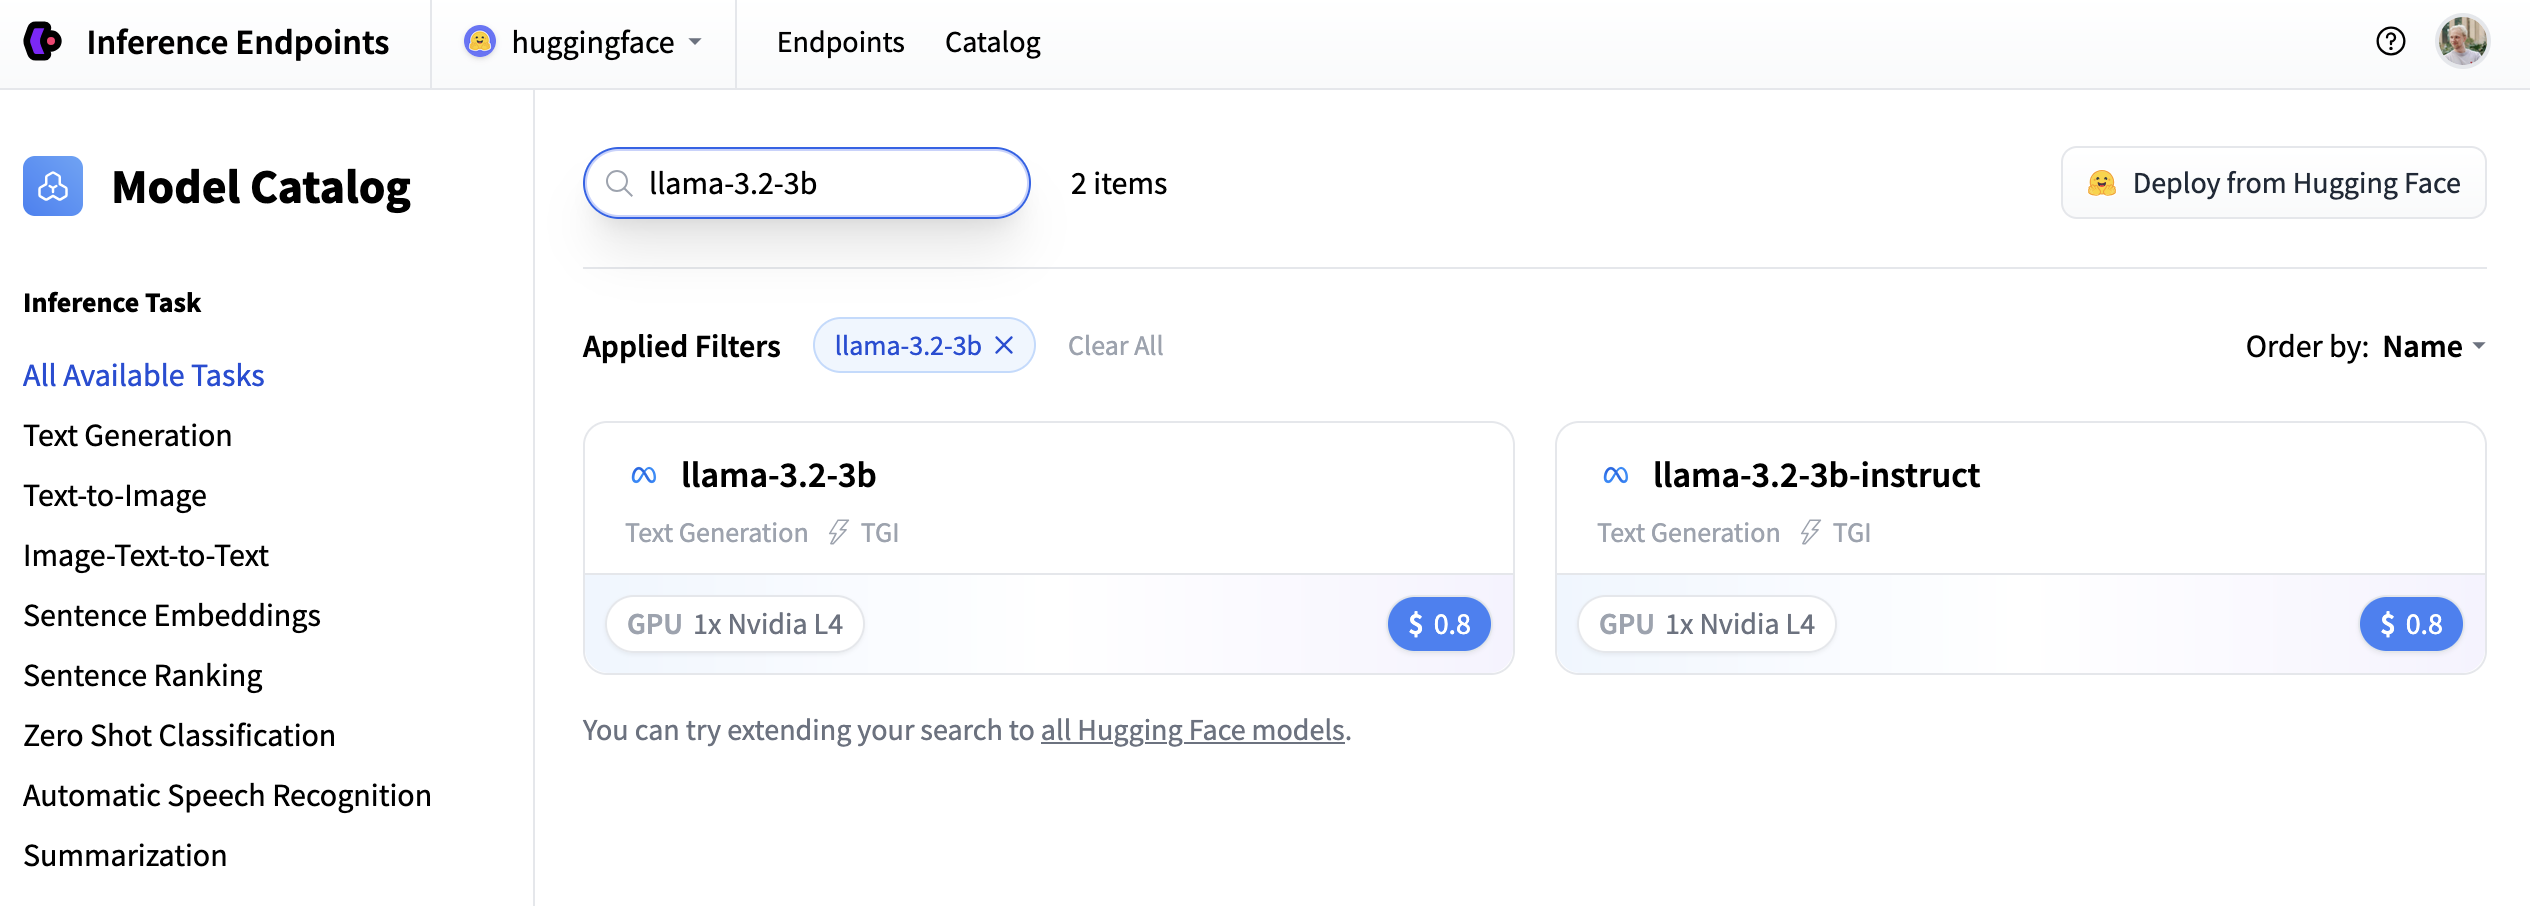 Inference Endpoints
huggingface
Endpoints
Catalog
Model Catalog
Inference Task
All Available Tasks
Text Generation
Text-to-Image
Image-Text-to-Text
Sentence Embeddings
Sentence Ranking
Zero Shot Classification
Automatic Speech Recognition
Summarization
llama-3.2-3b
2 items
Deploy from Hugging Face
Applied Filters
llama-3.2-3b
Clear All
Order by: Name
llama-3.2-3b
Text Generation TGI
GPU 1x Nvidia L4
$ 0.8
llama-3.2-3b-instruct
Text Generation TGI
GPU 1x Nvidia L4
$ 0.8
You can try extending your search to all Hugging Face models.